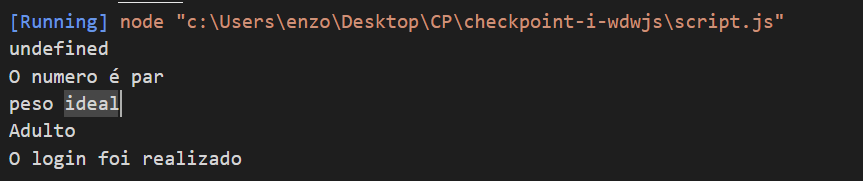 [Running] node "c:\Users\enzo\Desktop\CP\checkpoint-i-wdwjs\script.js"
undefined
O numero é par
peso ideal
Adulto
O login foi realizado